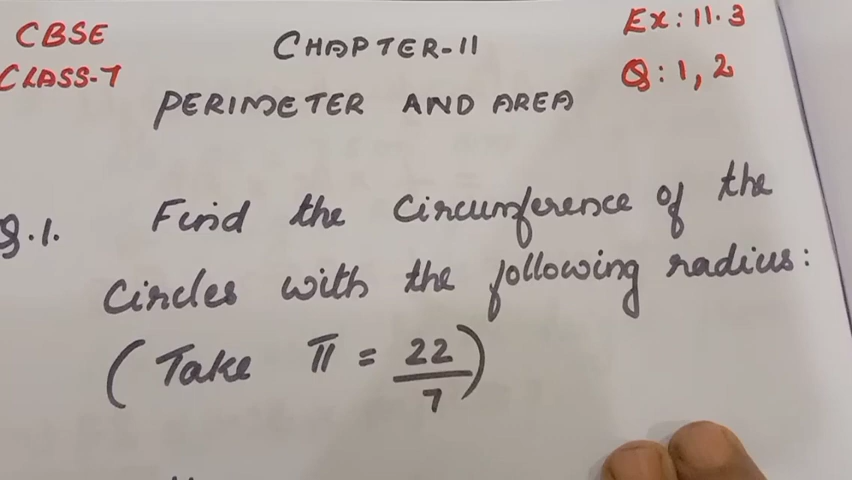 CBSE
CLASS-7
CHAPTER-11
Ex: 11.3
Q: 1, 2
PERIMETER AND AREA
Q.1. Find the Circumference of the
Circles with the following radius:
(Take π = 22/7)